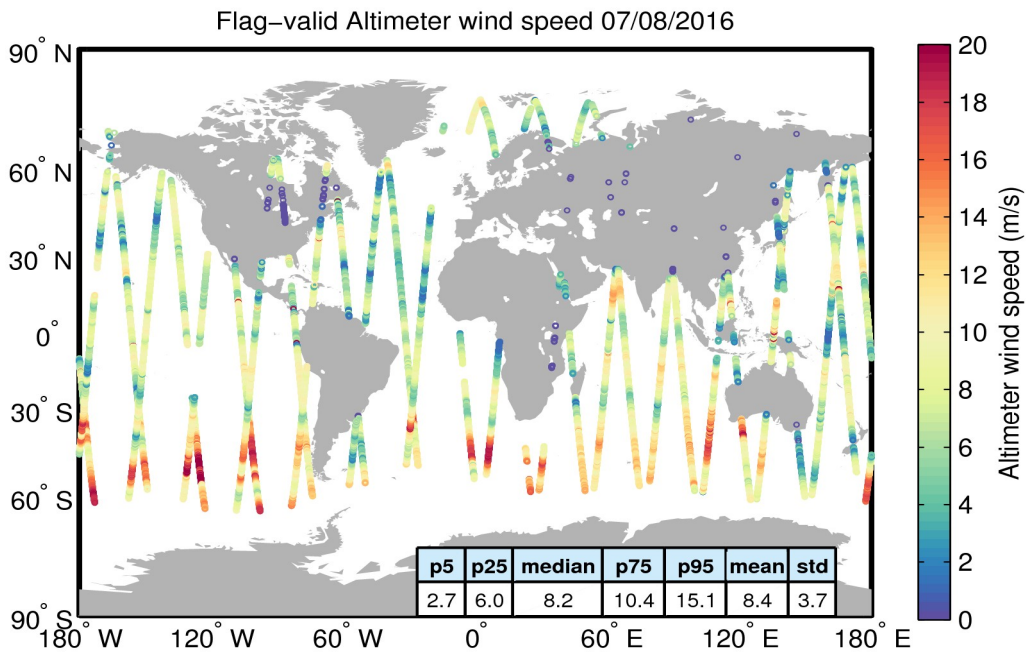 Flag−valid Altimeter wind speed 07/08/2016
90° N
60° N
30° N
0°
30° S
60° S
90° S
180° W
120° W
60° W
0°
60° E
120° E
180° E
p5 p25 median p75 p95 mean std
2.7 6.0 8.2 10.4 15.1 8.4 3.7
20
18
16
14
12
10
8
6
4
2
0
Altimeter wind speed (m/s)